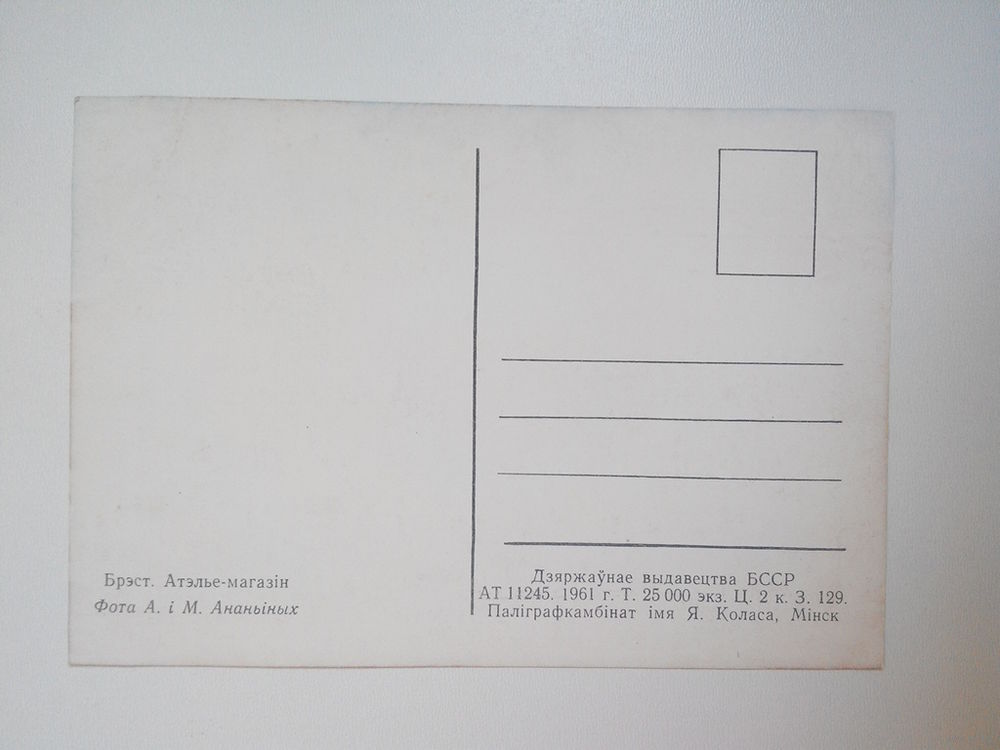 Брэст. Атэлье-магазін
Фота А. і М. Ананьіных
Дзяржаўнае выдавецтва БССР
АТ 11245. 1961 г. Т. 25 000 экз. Ц. 2 к. З. 129.
Паліграфкамбінат імя Я. Коласа, Мінск